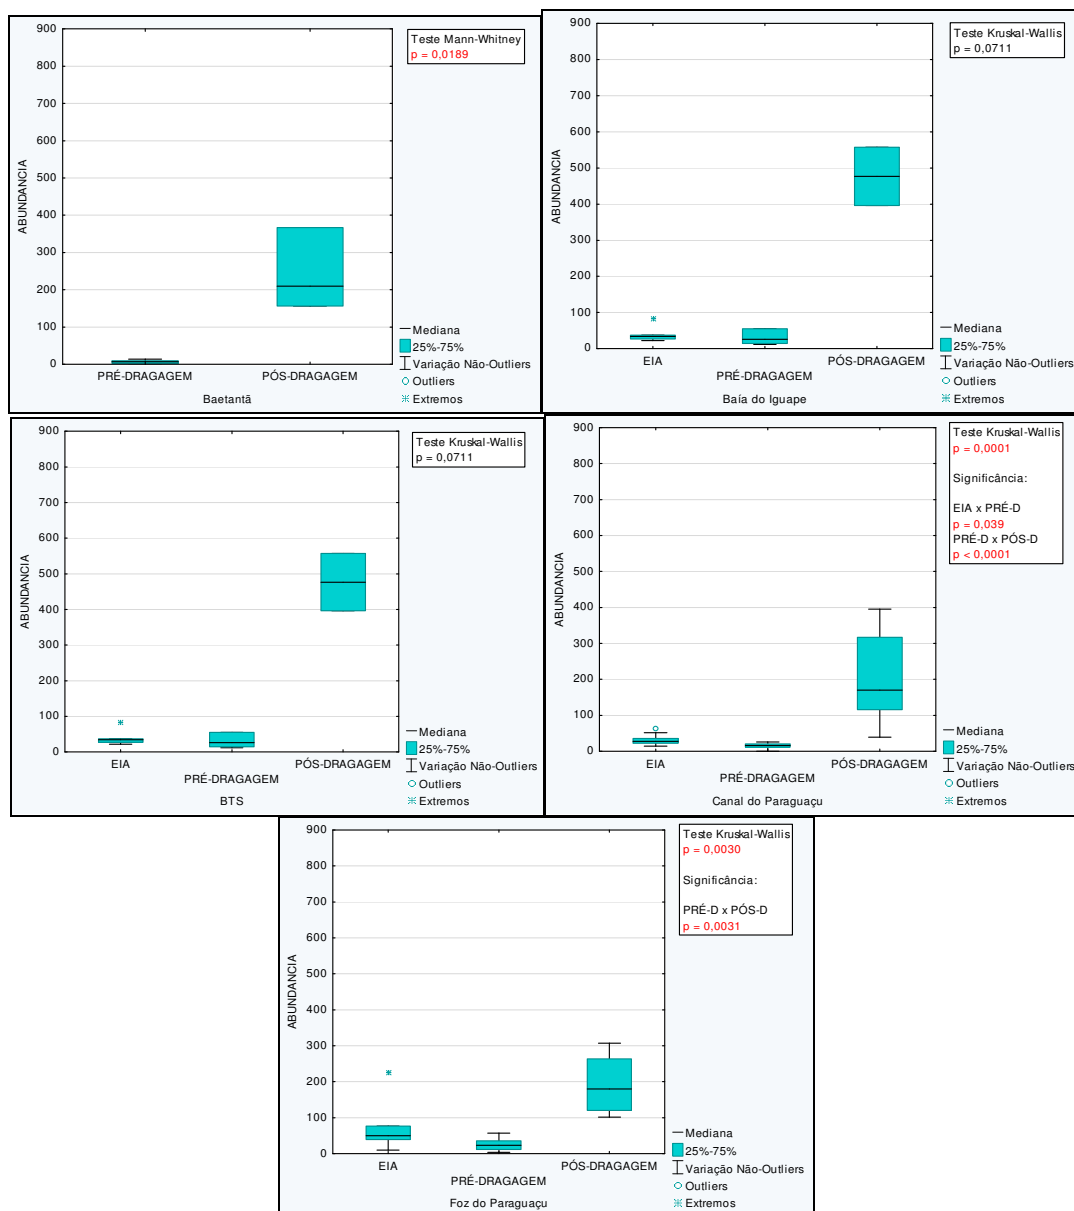 900
800
700
600
500
400
300
200
100
0
ABUNDANCIA
PRÉ-DRAGAGEM
PÓS-DRAGAGEM
Baetantã
Teste Mann-Whitney
p = 0,0189
Mediana
25%-75%
Variação Não-Outliers
Outliers
Extremos
900
800
700
600
500
400
300
200
100
0
ABUNDANCIA
EIA
PRÉ-DRAGAGEM
PÓS-DRAGAGEM
Baía do Iguape
Teste Kruskal-Wallis
p = 0,0711
Mediana
25%-75%
Variação Não-Outliers
Outliers
Extremos
900
800
700
600
500
400
300
200
100
0
ABUNDANCIA
EIA
PRÉ-DRAGAGEM
PÓS-DRAGAGEM
BTS
Teste Kruskal-Wallis
p = 0,0711
Mediana
25%-75%
Variação Não-Outliers
Outliers
Extremos
900
800
700
600
500
400
300
200
100
0
ABUNDANCIA
EIA
PRÉ-DRAGAGEM
PÓS-DRAGAGEM
Canal do Paraguaçu
Teste Kruskal-Wallis
p = 0,0001
Significância:
EIA x PRÉ-D
p = 0,039
PRÉ-D x PÓS-D
p < 0,0001
Mediana
25%-75%
Variação Não-Outliers
Outliers
Extremos
900
800
700
600
500
400
300
200
100
0
ABUNDANCIA
EIA
PRÉ-DRAGAGEM
PÓS-DRAGAGEM
Foz do Paraguaçu
Teste Kruskal-Wallis
p = 0,0030
Significância:
PRÉ-D x PÓS-D
p = 0,0031
Mediana
25%-75%
Variação Não-Outliers
Outliers
Extremos